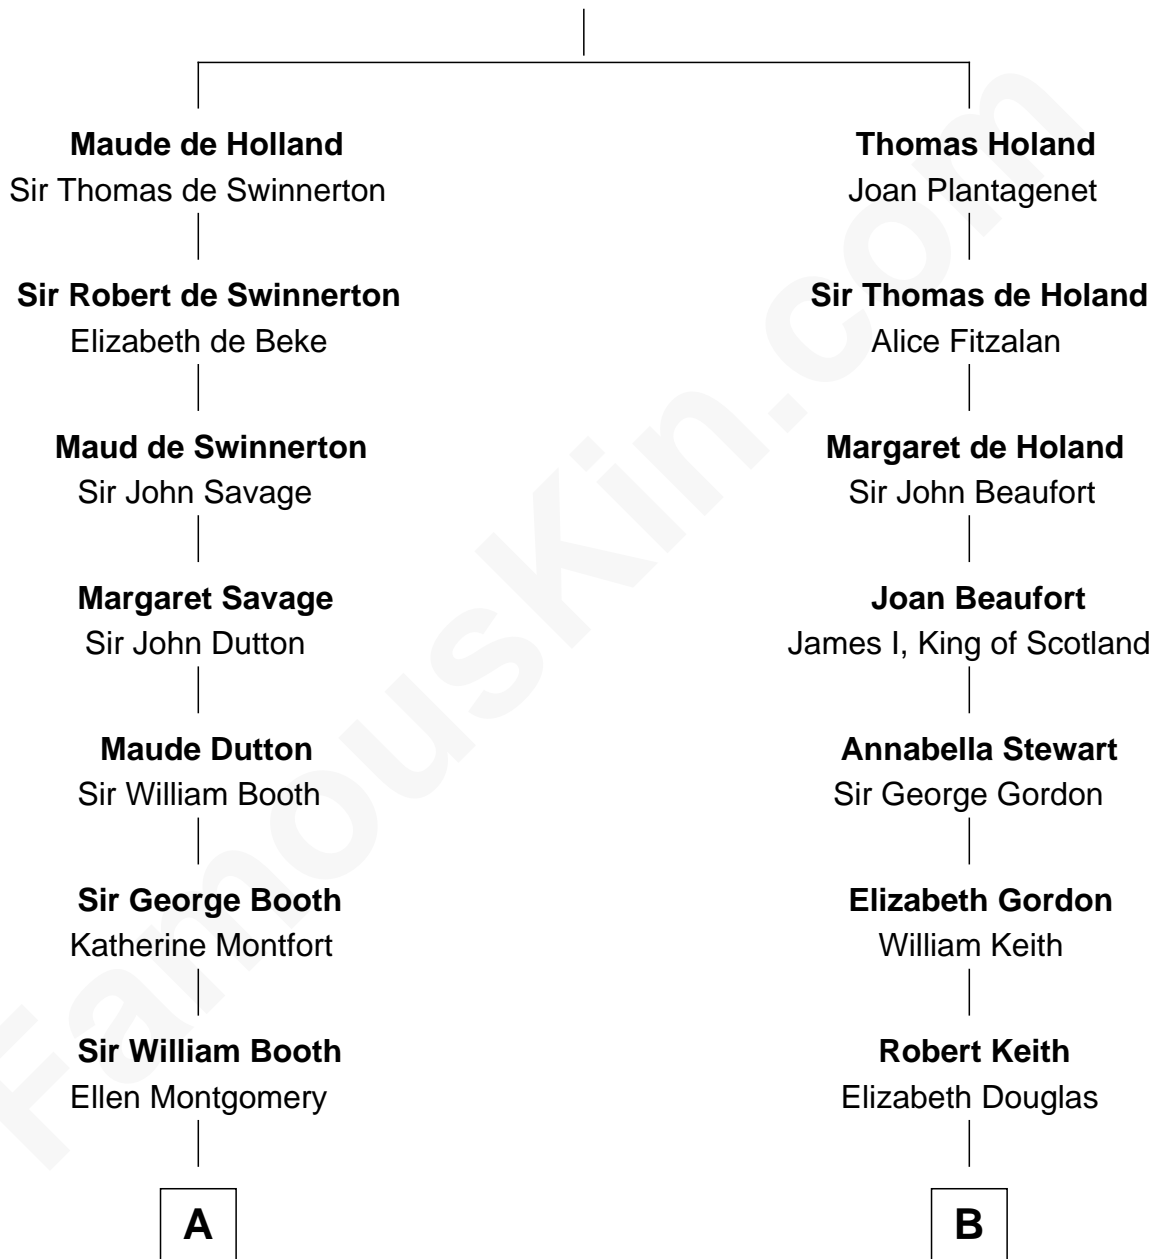 Maude de Holland
Sir Thomas de Swinnerton
Thomas Holand
Joan Plantagenet
Sir Robert de Swinnerton
Elizabeth de Beke
Sir Thomas de Holand
Alice Fitzalan
Maud de Swinnerton
Sir John Savage
Margaret de Holand
Sir John Beaufort
Margaret Savage
Sir John Dutton
Joan Beaufort
James I, King of Scotland
Maude Dutton
Sir William Booth
Annabella Stewart
Sir George Gordon
Sir George Booth
Katherine Montfort
Elizabeth Gordon
William Keith
Sir William Booth
Ellen Montgomery
Robert Keith
Elizabeth Douglas
A
B
FamousKin.com